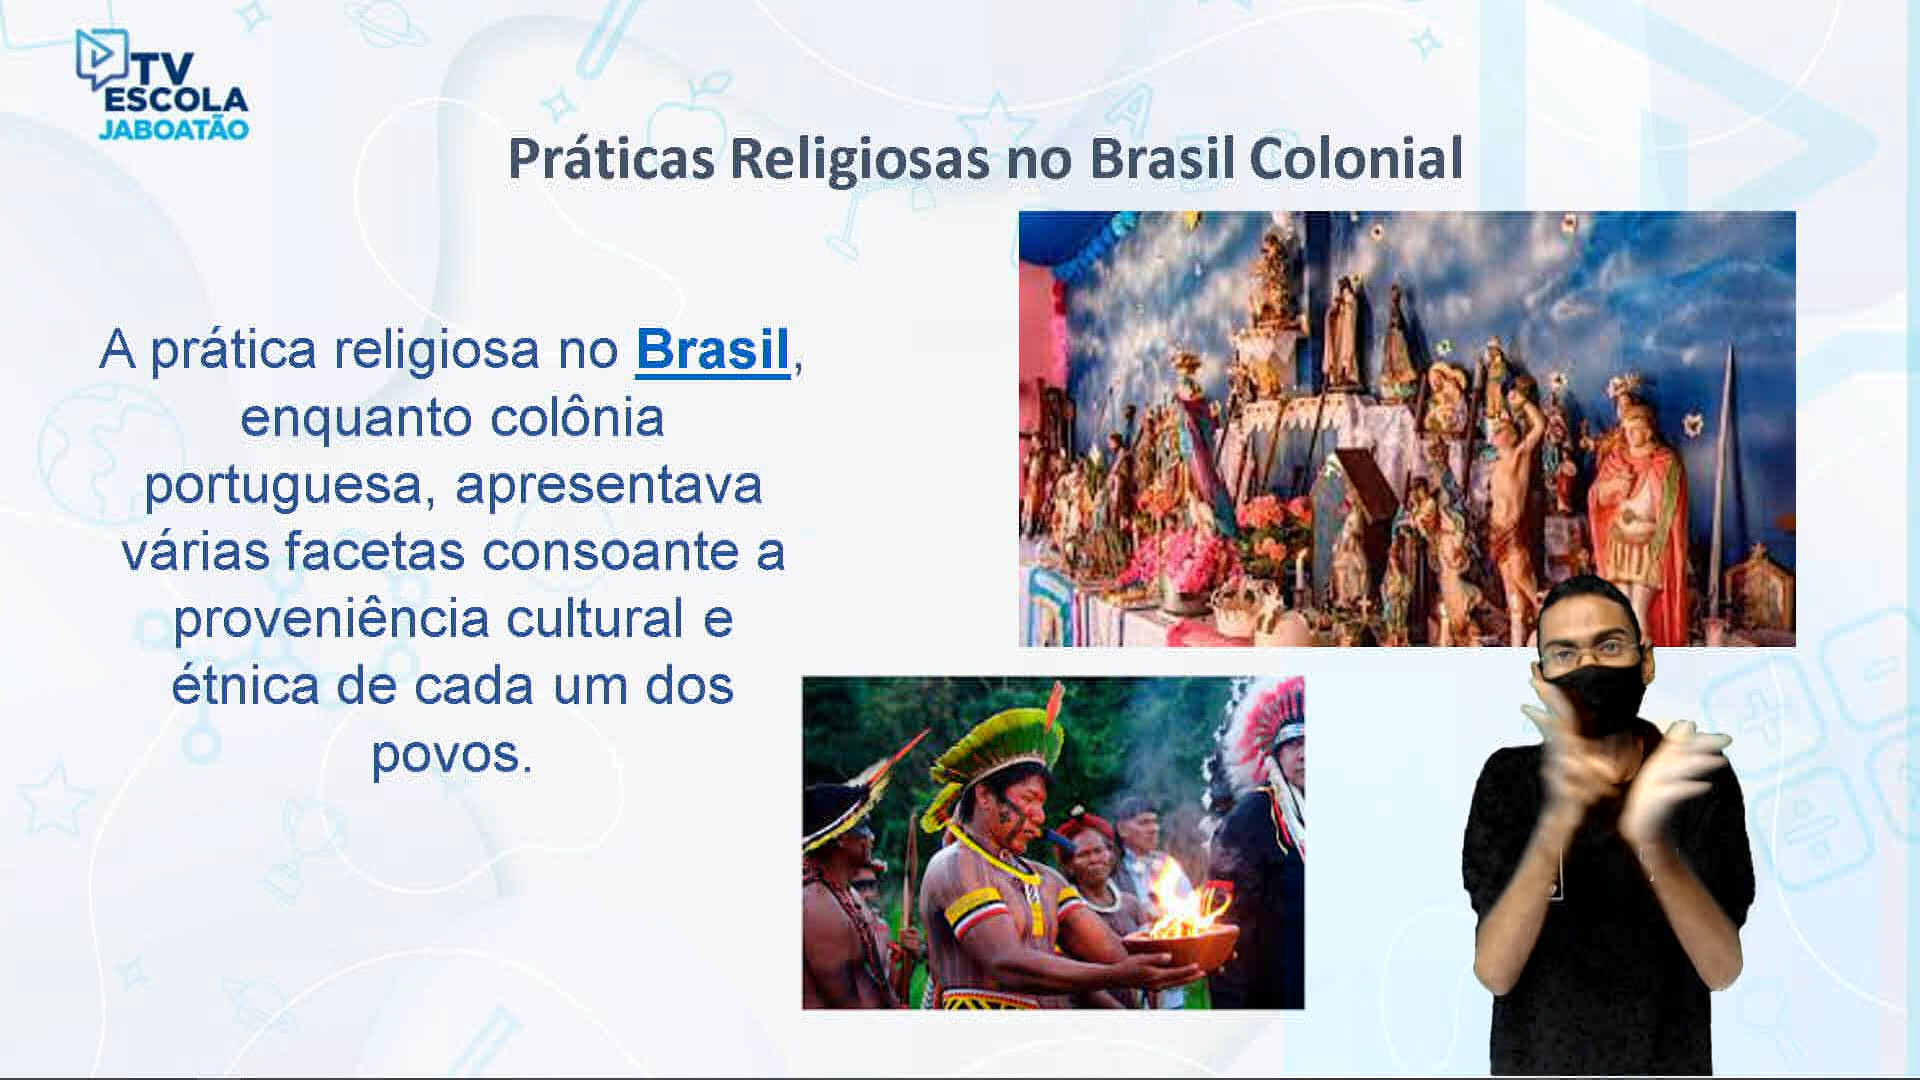 TV
ESCOLA
JABOATÃO
Práticas Religiosas no Brasil Colonial
A prática religiosa no Brasil,
enquanto colônia
portuguesa, apresentava
várias facetas consoante a
proveniência cultural e
étnica de cada um dos
povos.